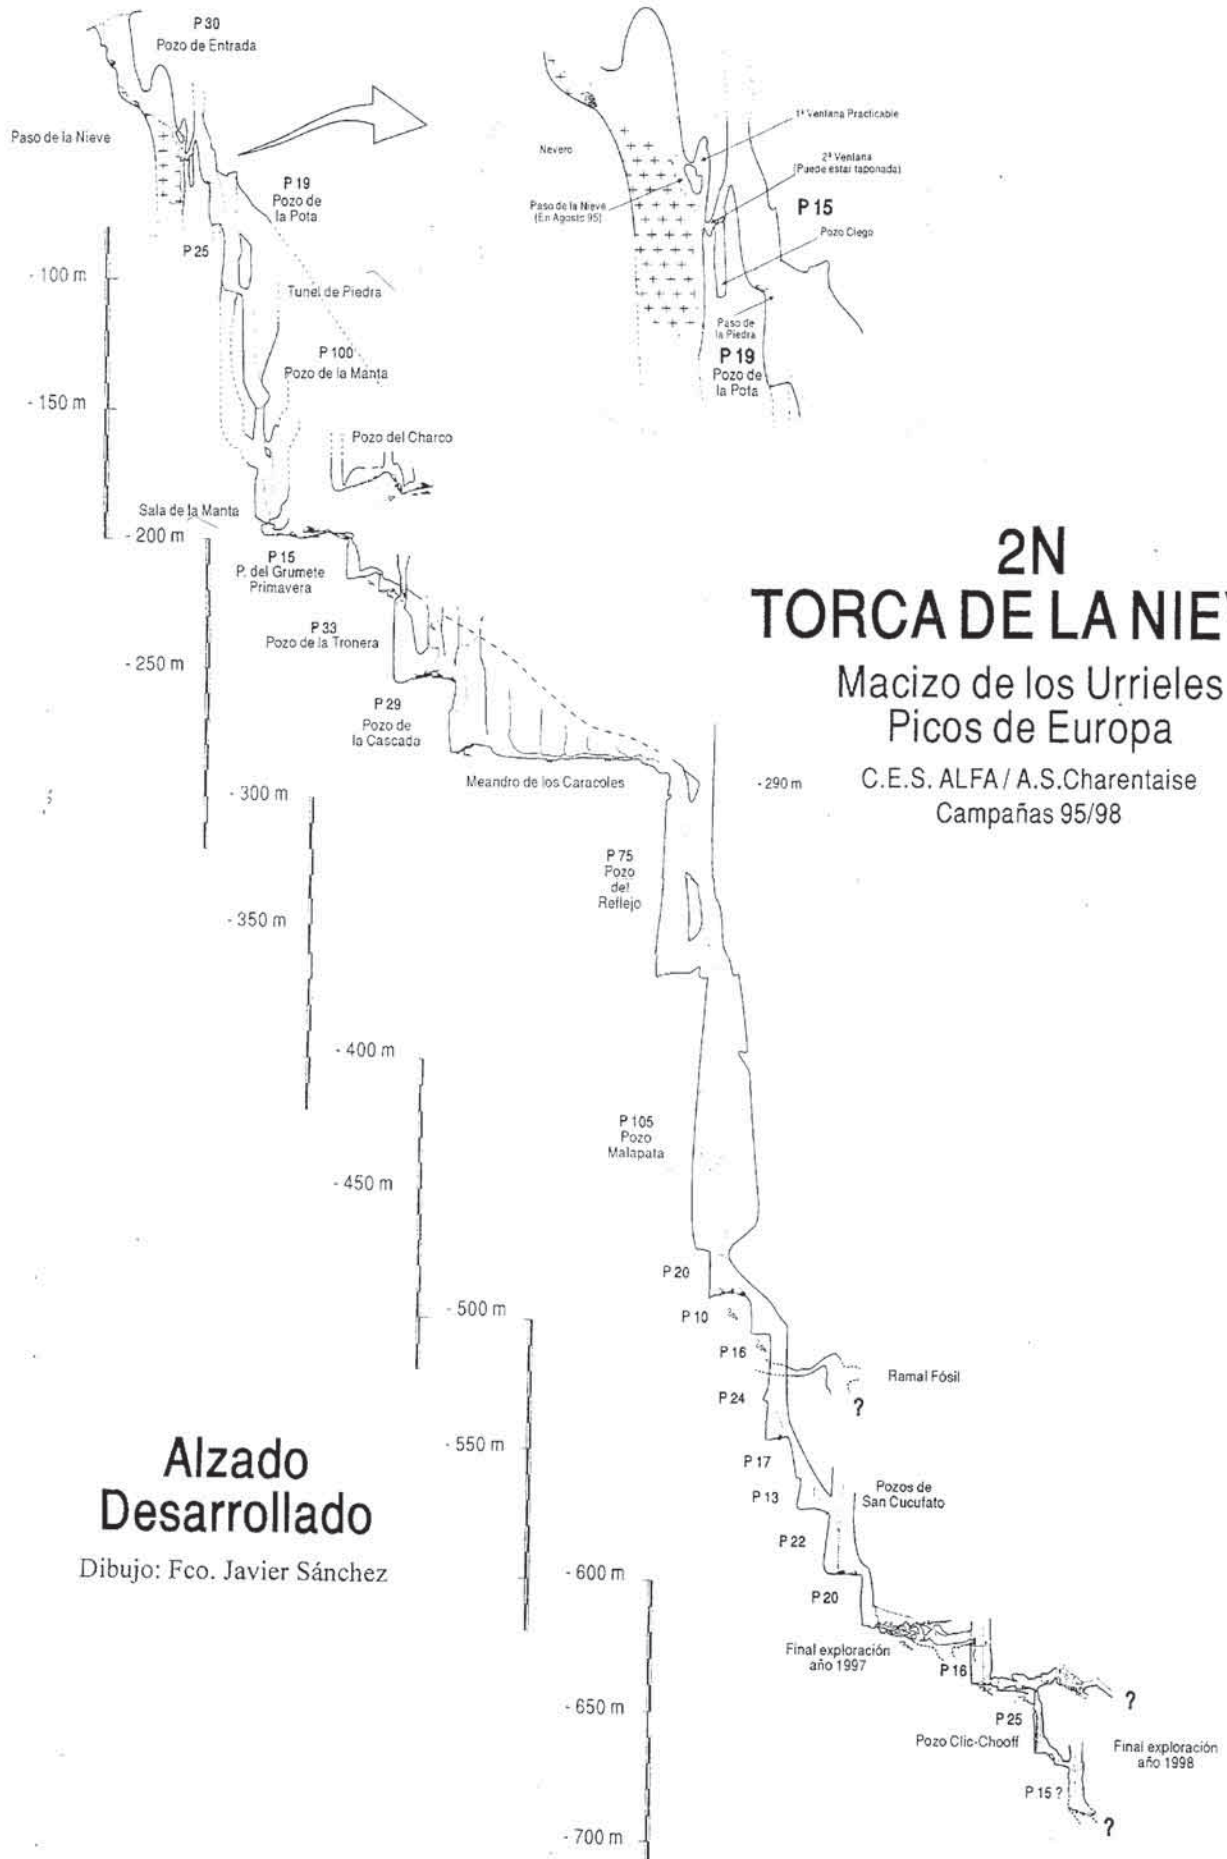 P 30
Pozo de Entrada
Paso de la Nieve
P 19
Pozo de
la Pota
P 25
- 100 m
Tunel de Piedra
P 100
Pozo de la Manta
- 150 m
Pozo del Charco
Sala de la Manta
- 200 m
P 15
P. del Grumete
Primavera
P 33
Pozo de la Tronera
- 250 m
P 29
Pozo de
la Cascada
Meandro de los Caracoles
- 290 m
- 300 m
P 75
Pozo
del
Reflejo
- 350 m
- 400 m
P 105
Pozo
Malapata
- 450 m
P 20
P 10
- 500 m
P 16
Ramal Fósil
?
P 24
- 550 m
P 17
P 13
Pozos de
San Cucufato
P 22
- 600 m
P 20
Final exploración
año 1997
P 16
?
- 650 m
P 25
Pozo Clic-Chooff
Final exploración
año 1998
P 15 ?
?
- 700 m
1ª Ventana Practicable
Nevero
2ª Ventana
(Puede estar taponada)
Paso de la Nieve
(En Agosto 95)
P 15
Pozo Ciego
Paso de
la Piedra
P 19
Pozo de
la Pota
2N
TORCA DE LA NIEV
Macizo de los Urrieles
Picos de Europa
C.E.S. ALFA / A.S.Charentaise
Campañas 95/98
Alzado
Desarrollado
Dibujo: Fco. Javier Sánchez